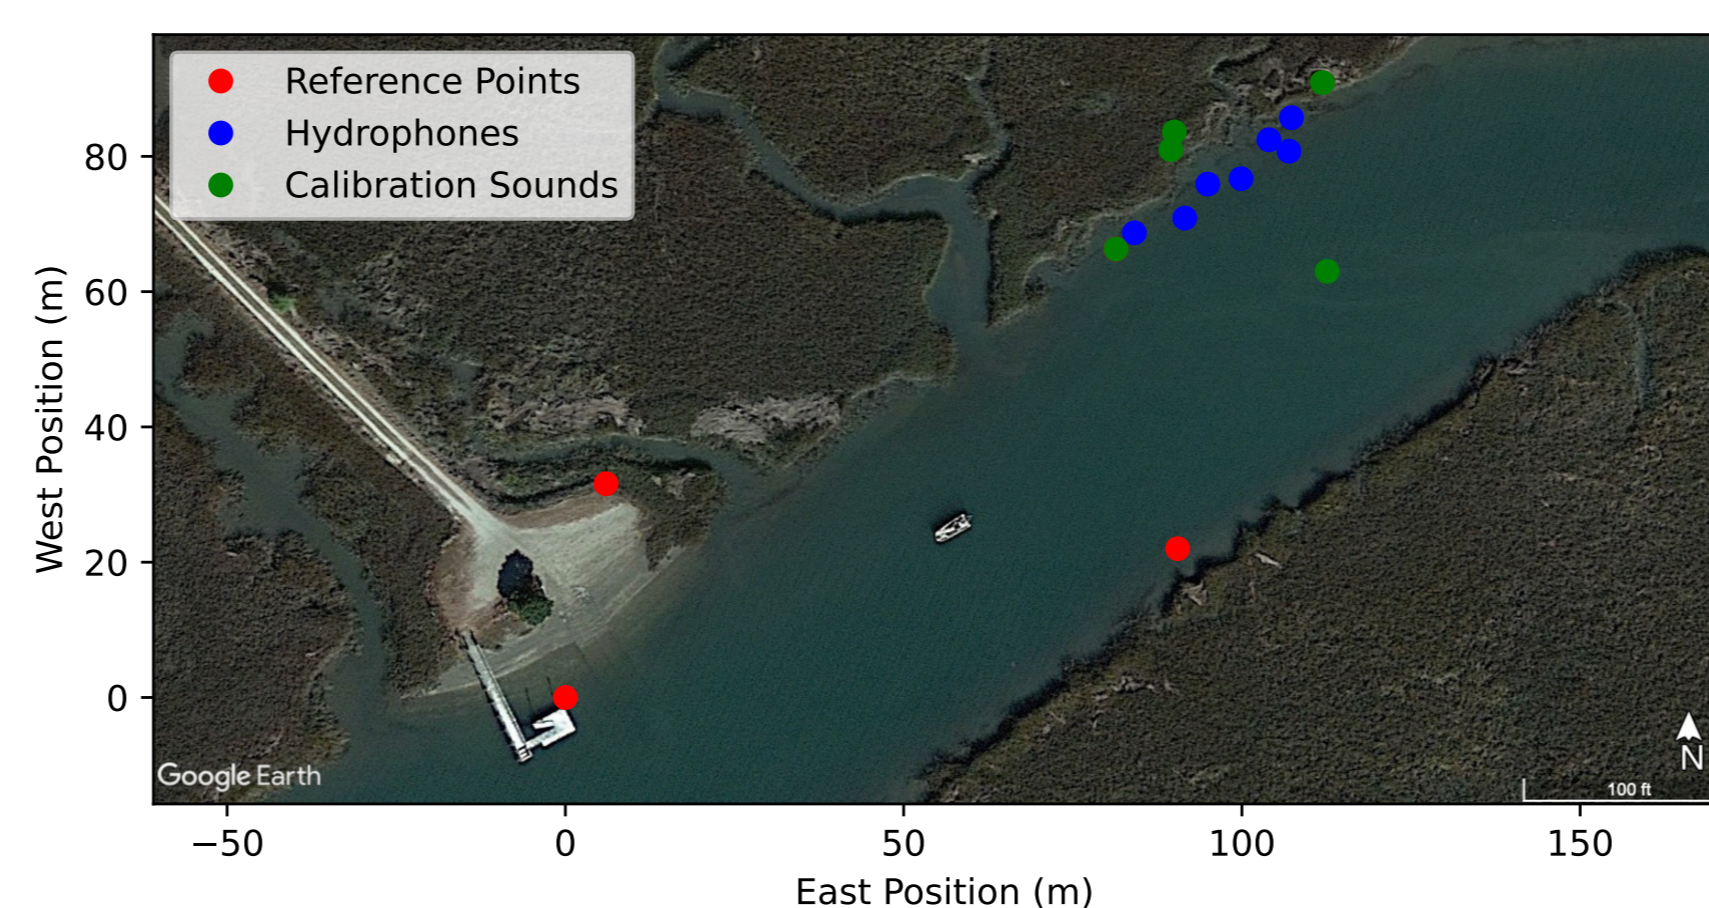 Reference Points
Hydrophones
Calibration Sounds
80
60
40
20
0
West Position (m)
Google Earth
N
100 ft
−50
0
50
100
150
East Position (m)